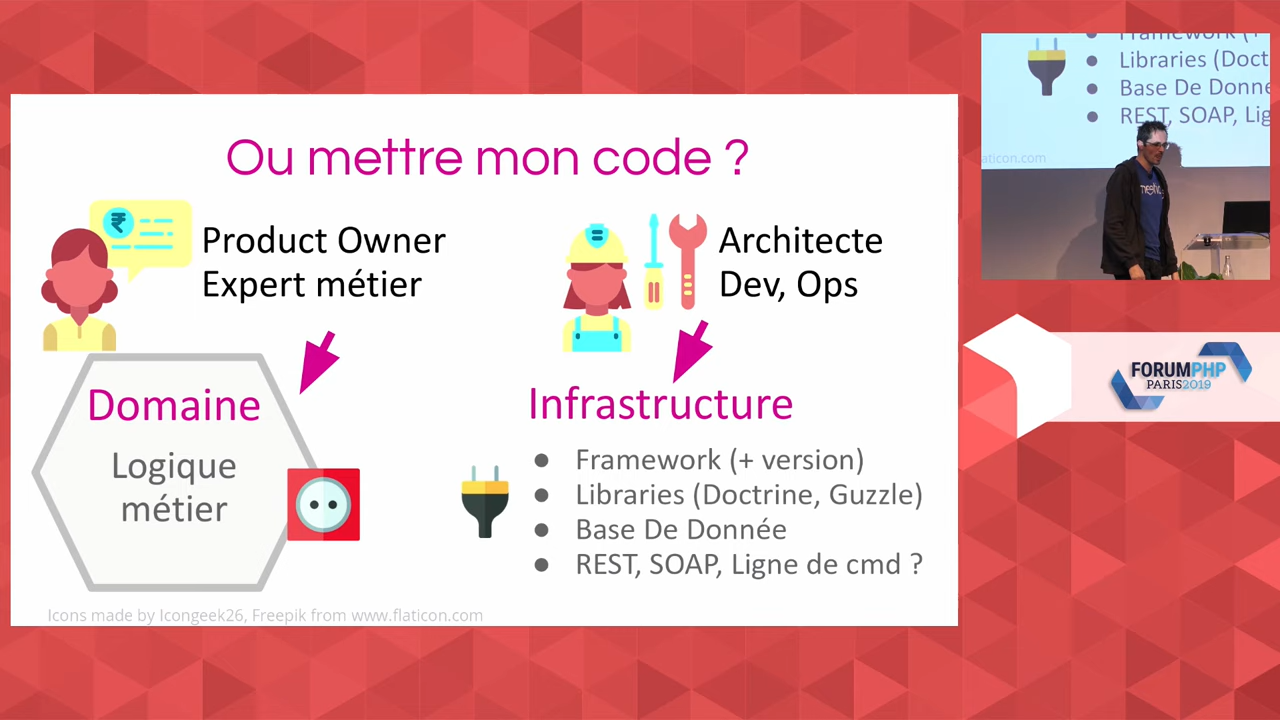 Ou mettre mon code ?
Product Owner
Expert métier
Architecte
Dev, Ops
Domaine
Logique
métier
Infrastructure
● Framework (+ version)
● Libraries (Doctrine, Guzzle)
● Base De Donnée
● REST, SOAP, Ligne de cmd ?
Icons made by Icongeek26, Freepik from www.flaticon.com
● Framework (+
● Libraries (Doct
● Base De Donné
● REST, SOAP, Lig
aticon.com
FORUMPHP
PARIS2019